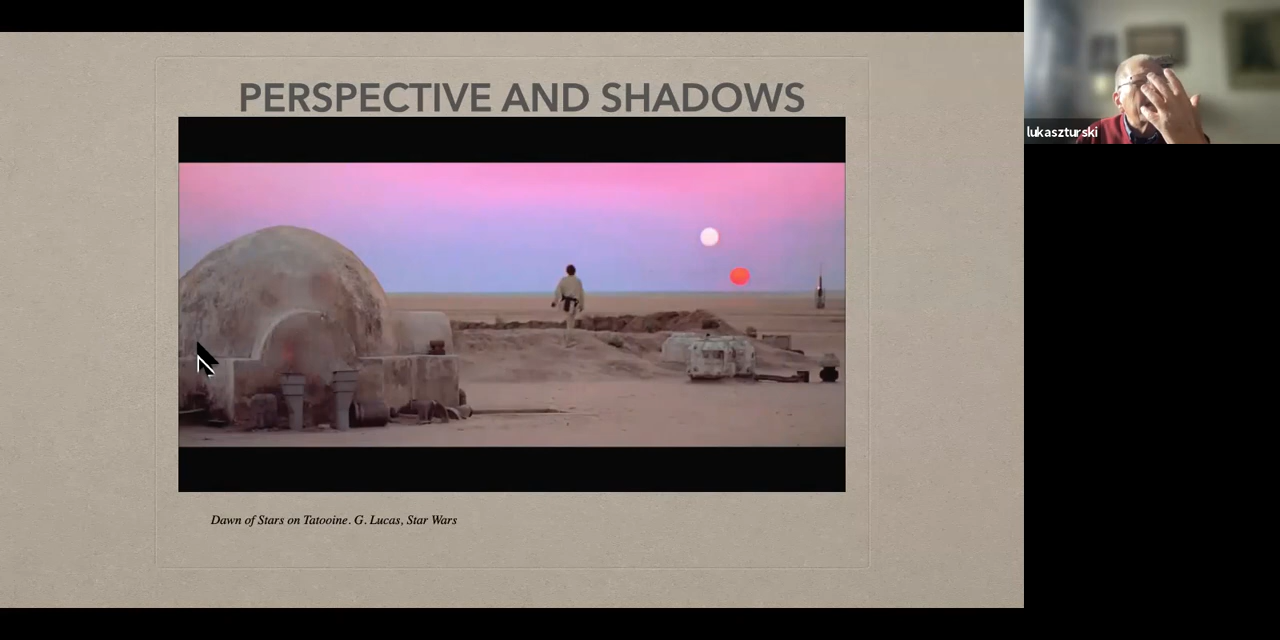 PERSPECTIVE AND SHADOWS
lukaszturski
Dawn of Stars on Tatooine. G. Lucas, Star Wars